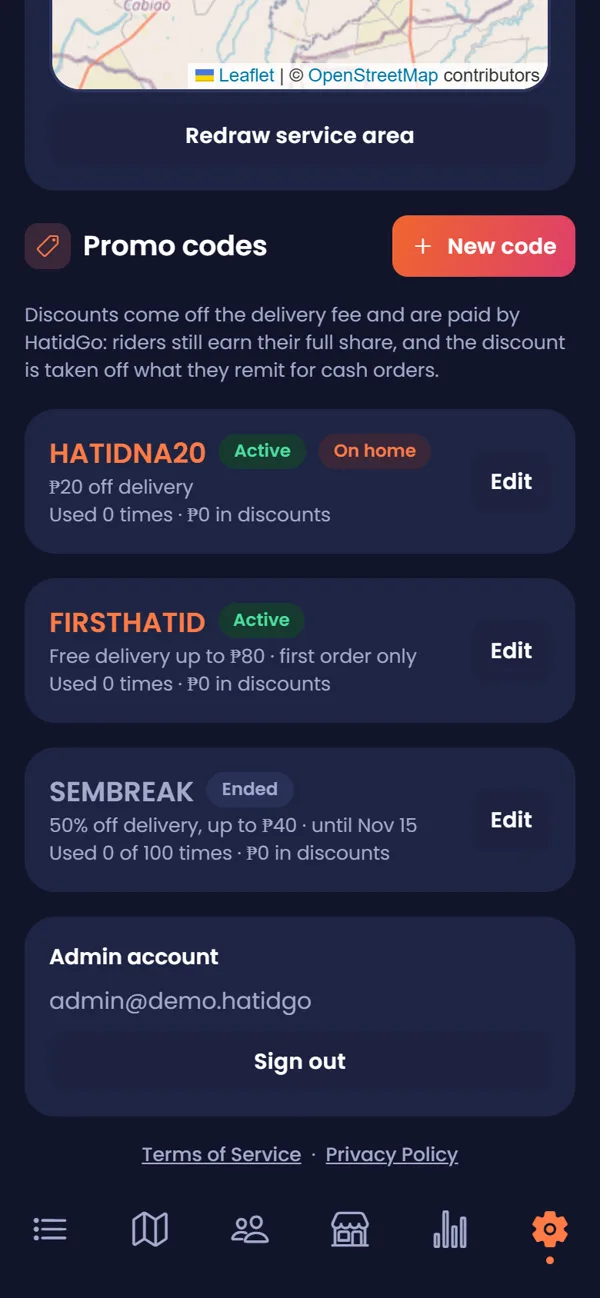 Cabiao
Leaflet | © OpenStreetMap contributors
Redraw service area
Promo codes
+ New code
Discounts come off the delivery fee and are paid by
HatidGo: riders still earn their full share, and the discount
is taken off what they remit for cash orders.
HATIDNA20 Active On home
₱20 off delivery
Used 0 times · ₱0 in discounts
Edit
FIRSTHATID Active
Free delivery up to ₱80 · first order only
Used 0 times · ₱0 in discounts
Edit
SEMBREAK Ended
50% off delivery, up to ₱40 · until Nov 15
Used 0 of 100 times · ₱0 in discounts
Edit
Admin account
admin@demo.hatidgo
Sign out
Terms of Service · Privacy Policy